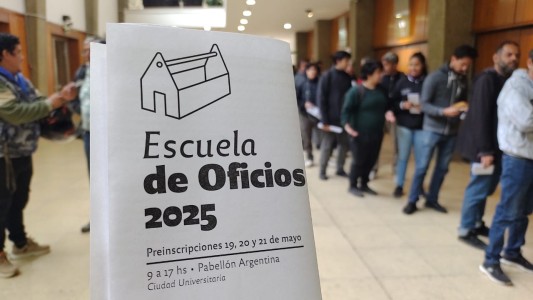 Escuela
de Oficios
2025
Preinscripciones 19, 20 y 21 de mayo
9 a 17 hs • Pabellón Argentina
Ciudad Universitaria